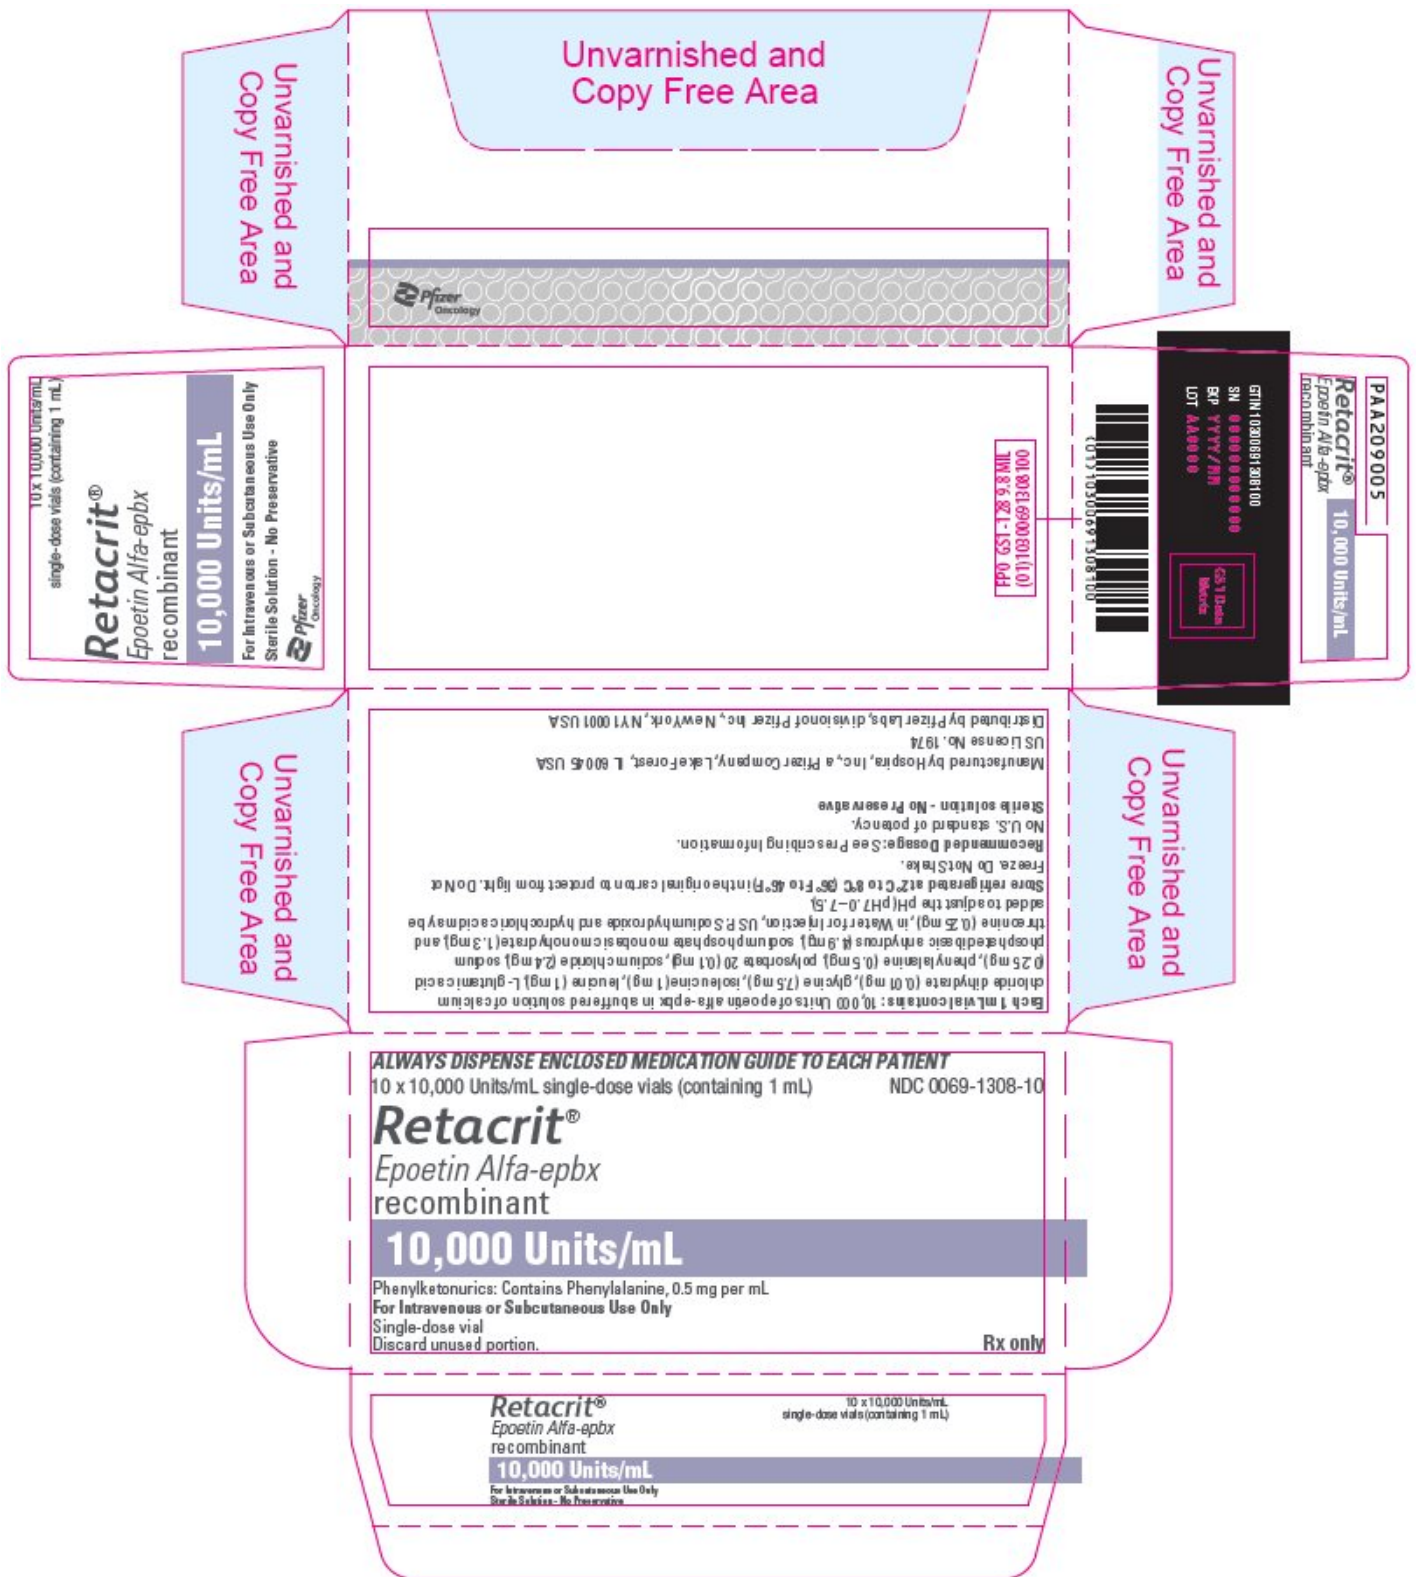 Unvarnished and
Copy Free Area
Unvarnished and
Copy Free Area
Unvarnished and
Copy Free Area
Pfizer
Oncology
10 x 10,000 Units/mL
single-dose vials (containing 1 mL)
Retacrit®
Epoetin Alfa-epbx
recombinant
10,000 Units/mL
For Intravenous or Subcutaneous Use Only
Sterile Solution - No Preservative
Pfizer
Oncology
FPO GS1-128 9.8 MIL
(01)10300691308100
(01)10300691308100
GTIN 10300691308100
SN 000000000000
EXP YYYY/MM
LOT AA0000
GS1 Data
Matrix
Retacrit®
Epoetin Alfa-epbx
recombinant
10,000 Units/mL
PAA209005
Unvarnished and
Copy Free Area
Unvarnished and
Copy Free Area
Each 1 mL vial contains: 10,000 Units of epoetin alfa-epbx in a buffered solution of calcium
chloride dihydrate (0.01 mg), glycine (7.5 mg), isoleucine (1 mg), leucine (1 mg), L-glutamic acid
(0.25 mg), phenylalanine (0.5 mg), polysorbate 20 (0.1 mg), sodium chloride (2.4 mg), sodium
phosphate dibasic anhydrous (4.9 mg), sodium phosphate monobasic monohydrate (1.3 mg), and
threonine (0.25 mg), in Water for Injection, USP. Sodium hydroxide and hydrochloric acid may be
added to adjust the pH (pH 7.0–7.5).
Store refrigerated at 2°C to 8°C (36°F to 46°F) in the original carton to protect from light. Do Not
Freeze. Do Not Shake.
Recommended Dosage: See Prescribing Information.
No U.S. standard of potency.
Sterile solution - No Preservative
Manufactured by Hospira, Inc., a Pfizer Company, Lake Forest, IL 60045 USA
US License No. 1974
Distributed by Pfizer Labs, division of Pfizer Inc., New York, NY 10001 USA
ALWAYS DISPENSE ENCLOSED MEDICATION GUIDE TO EACH PATIENT
10 x 10,000 Units/mL single-dose vials (containing 1 mL) NDC 0069-1308-10
Retacrit®
Epoetin Alfa-epbx
recombinant
10,000 Units/mL
Phenylketonurics: Contains Phenylalanine, 0.5 mg per mL
For Intravenous or Subcutaneous Use Only
Single-dose vial
Discard unused portion. Rx only
Retacrit®
Epoetin Alfa-epbx
recombinant
10 x 10,000 Units/mL
single-dose vials (containing 1 mL)
10,000 Units/mL
For Intravenous or Subcutaneous Use Only
Sterile Solution - No Preservative